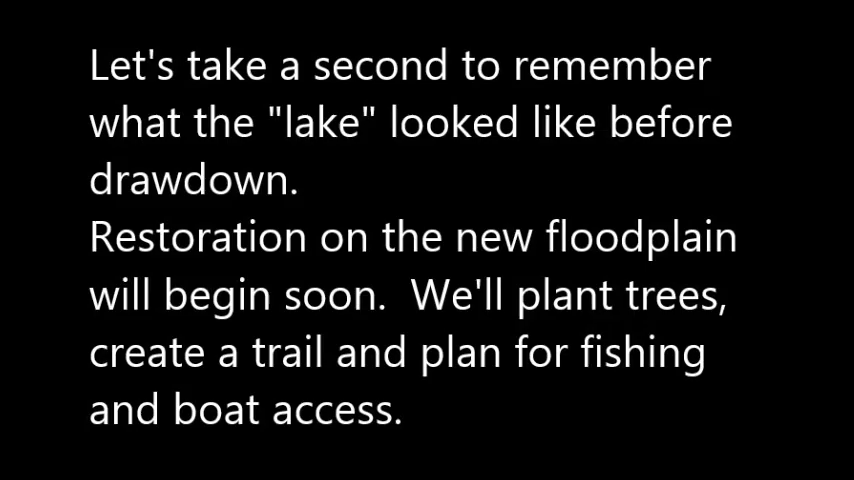 Let's take a second to remember
what the "lake" looked like before
drawdown.
Restoration on the new floodplain
will begin soon.  We'll plant trees,
create a trail and plan for fishing
and boat access.